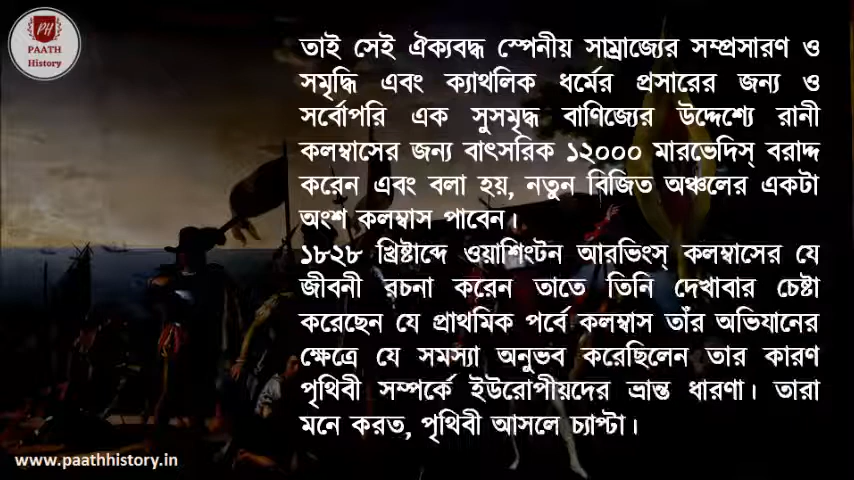 PH
PAATH
History
তাই সেই ঐক্যবদ্ধ স্পেনীয় সাম্রাজ্যের সম্প্রসারণ ও
সমৃদ্ধি এবং ক্যাথলিক ধর্মের প্রসারের জন্য ও
সর্বোপরি এক সুসমৃদ্ধ বাণিজ্যের উদ্দেশ্যে রানী
কলম্বাসের জন্য বাৎসরিক ১২০০০ মারভেদিস্ বরাদ্দ
করেন এবং বলা হয়, নতুন বিজিত অঞ্চলের একটা
অংশ কলম্বাস পাবেন।
১৮২৮ খ্রিষ্টাব্দে ওয়াশিংটন আরভিংস্ কলম্বাসের যে
জীবনী রচনা করেন তাতে তিনি দেখাবার চেষ্টা
করেছেন যে প্রাথমিক পর্বে কলম্বাস তাঁর অভিযানের
ক্ষেত্রে যে সমস্যা অনুভব করেছিলেন তার কারণ
পৃথিবী সম্পর্কে ইউরোপীয়দের ভ্রান্ত ধারণা। তারা
মনে করত, পৃথিবী আসলে চ্যাপ্টা।
www.paathhistory.in